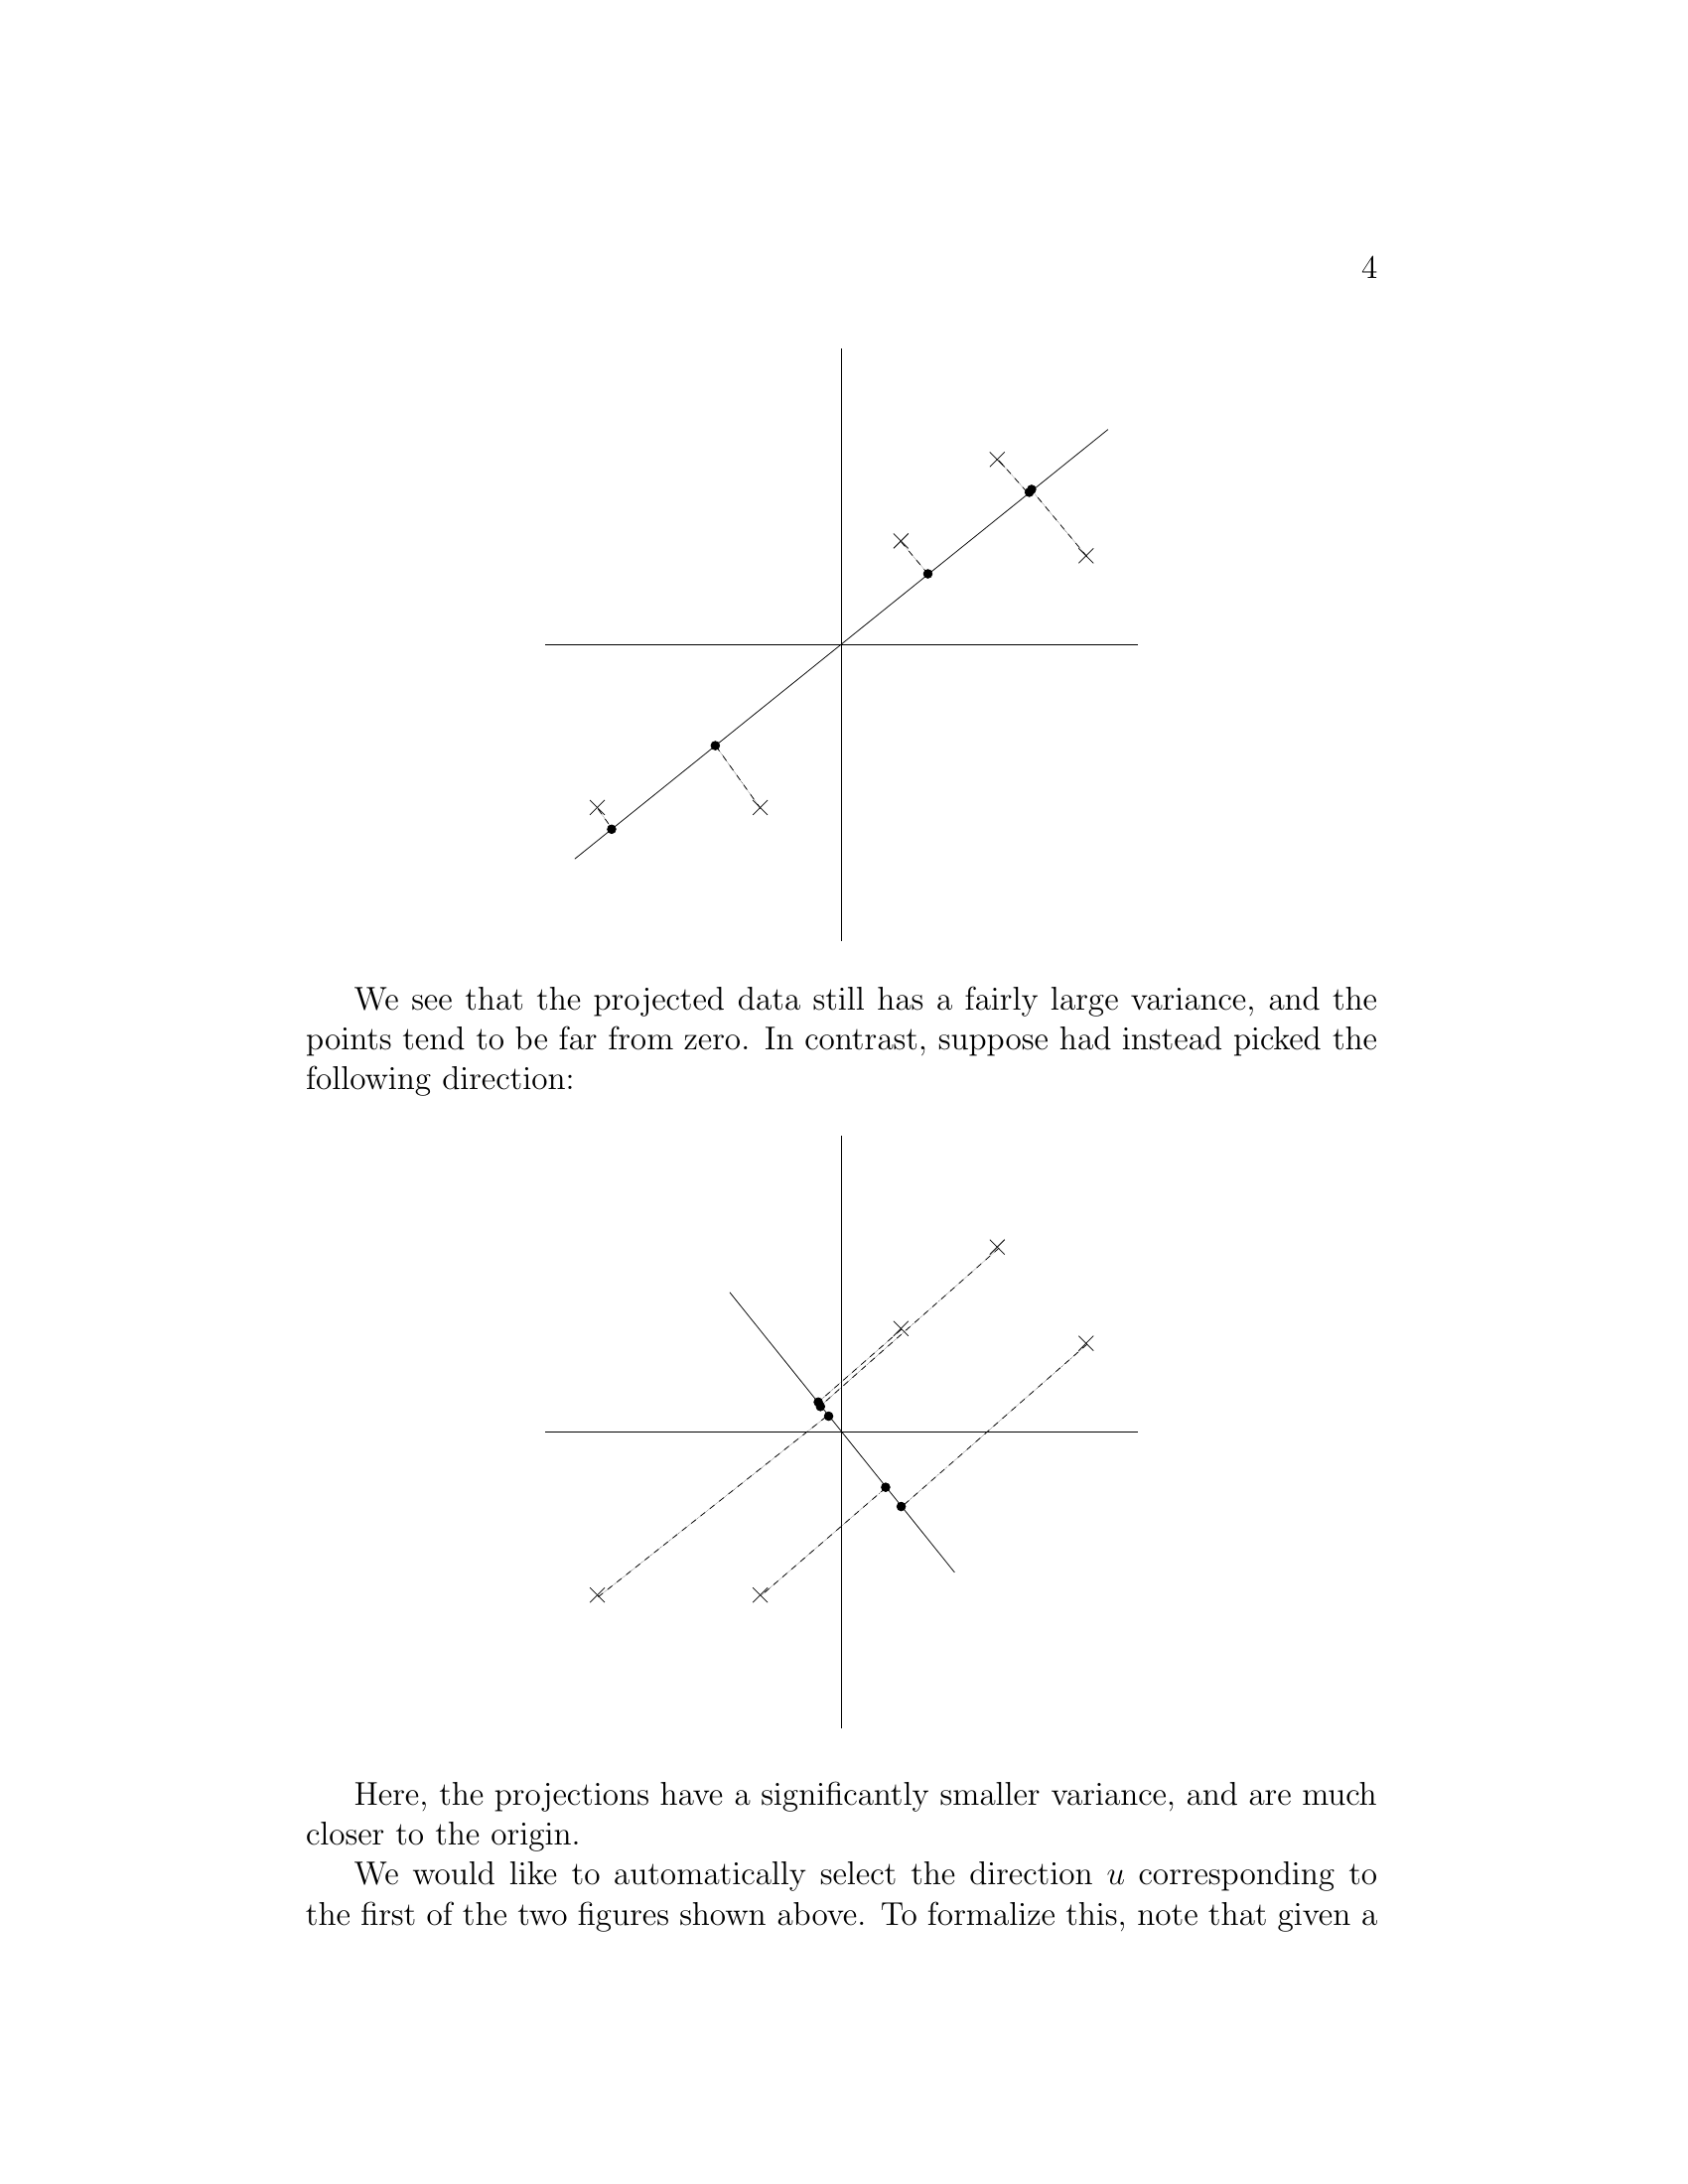 4
We see that the projected data still has a fairly large variance, and the
points tend to be far from zero. In contrast, suppose had instead picked the
following direction:
Here, the projections have a significantly smaller variance, and are much
closer to the origin.
We would like to automatically select the direction u corresponding to
the first of the two figures shown above. To formalize this, note that given a